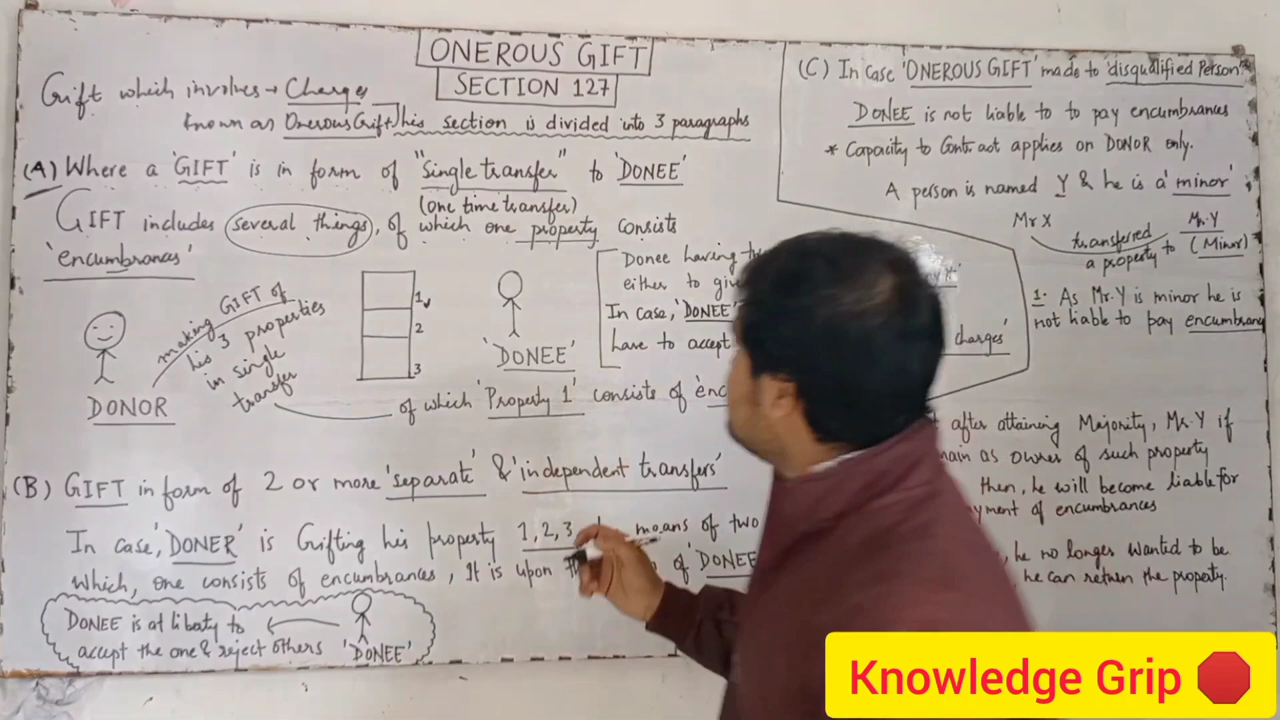 ONEROUS GIFT
SECTION 127
Gift which involves → Charges
known as Onerous Gift
This section is divided into 3 paragraphs
(A) Where a 'GIFT' is in form of "Single transfer" to 'DONEE'
(one time transfer)
GIFT includes several things, of which one property consists
'encumbrances'
DONOR
making GIFT of
his 3 properties
in single
transfer
1
2
3
'DONEE'
Donee having
either to give
In case, 'DONEE'
have to accept
charges'
of which 'Property 1' consists of
(B) GIFT in form of 2 or more 'separate' & 'independent transfers'
In case, 'DONER' is Gifting his property 1, 2, 3 means of two
which, one consists of encumbrances, It is upon of 'DONEE
DONEE is at liberty to
accept the one & reject others
'DONEE'
(C) In case 'ONEROUS GIFT' made to 'disqualified Person'
DONEE is not liable to to pay encumbrances
* Capacity to Contract applies on DONOR only.
A person is named Y & he is a 'minor'
Mr X
transferred
a property to
Mr. Y
(Minor)
1. As Mr. Y is minor he is
not liable to pay encumbrany
after attaining Majority, Mr. Y if
as owner of such property
then, he will become liable for
of encumbrances
he no longer wanted to be
he can return the property.
Knowledge Grip